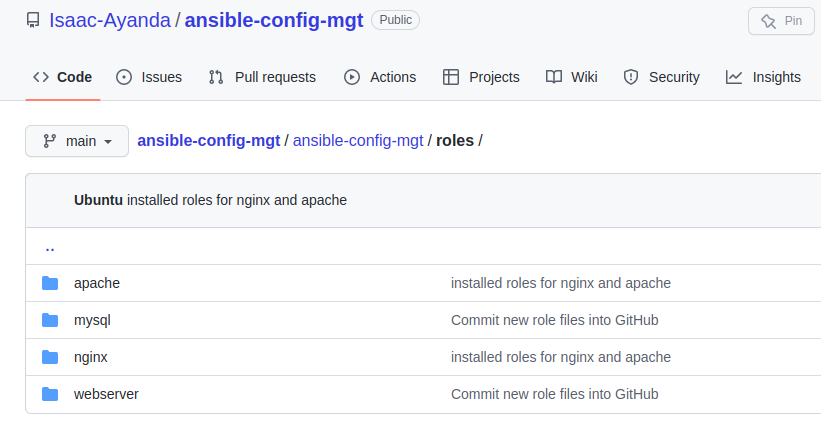 Isaac-Ayanda / ansible-config-mgt Public Pin
Code Issues Pull requests Actions Projects Wiki Security Insights
main ansible-config-mgt / ansible-config-mgt / roles /
Ubuntu installed roles for nginx and apache
..
apache installed roles for nginx and apache
mysql Commit new role files into GitHub
nginx installed roles for nginx and apache
webserver Commit new role files into GitHub